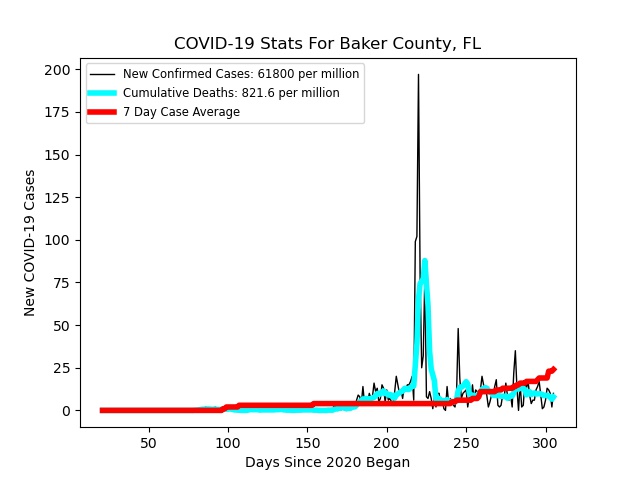 COVID-19 Stats For Baker County, FL
New Confirmed Cases: 61800 per million
Cumulative Deaths: 821.6 per million
7 Day Case Average
New COVID-19 Cases
200
175
150
125
100
75
50
25
0
50 100 150 200 250 300
Days Since 2020 Began